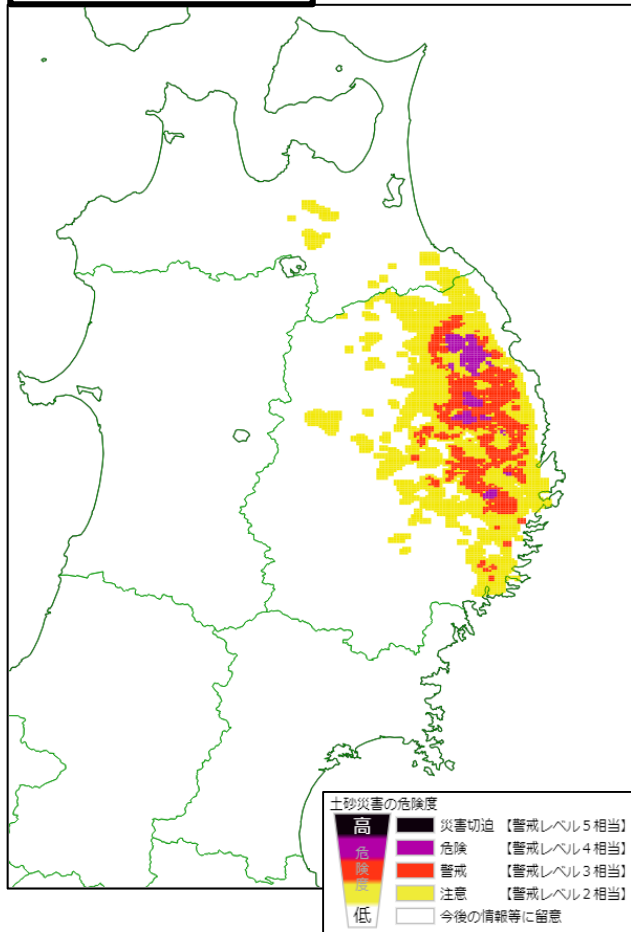 土砂災害の危険度
高
危
険
度
低
災害切迫 【警戒レベル5相当】
危険 【警戒レベル4相当】
警戒 【警戒レベル3相当】
注意 【警戒レベル2相当】
今後の情報等に留意